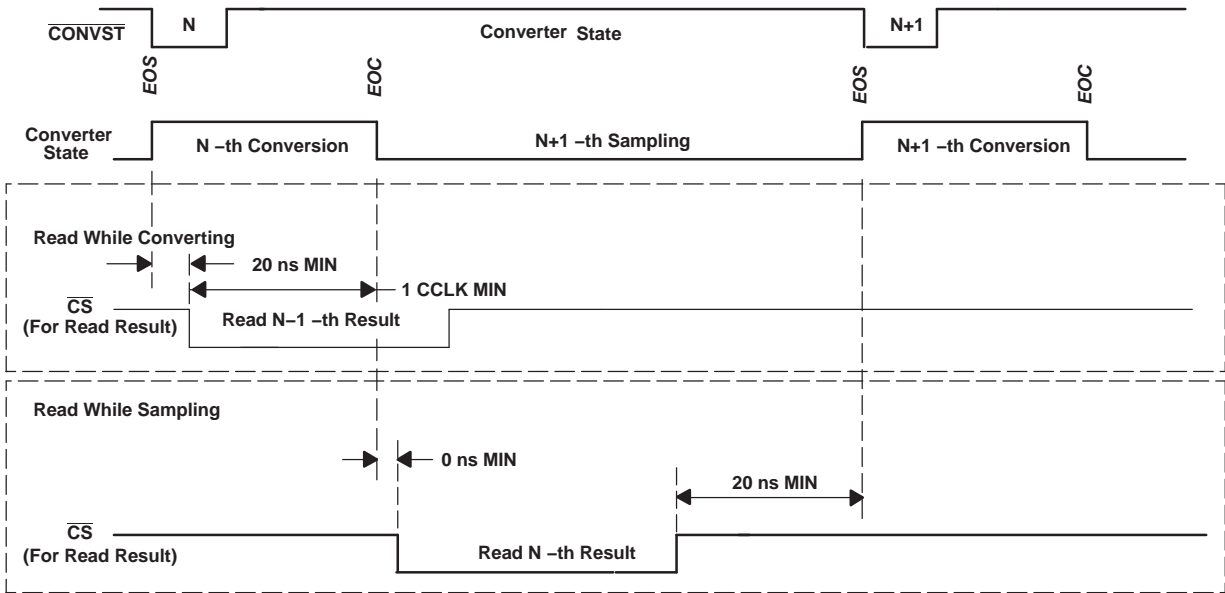 N
N+1
CONVST
Converter State
EOS
EOC
EOS
EOC
Converter
State
N –th Conversion
N+1 –th Sampling
N+1 –th Conversion
Read While Converting
20 ns MIN
1 CCLK MIN
CS
(For Read Result)
Read N–1 –th Result
Read While Sampling
0 ns MIN
20 ns MIN
CS
(For Read Result)
Read N –th Result